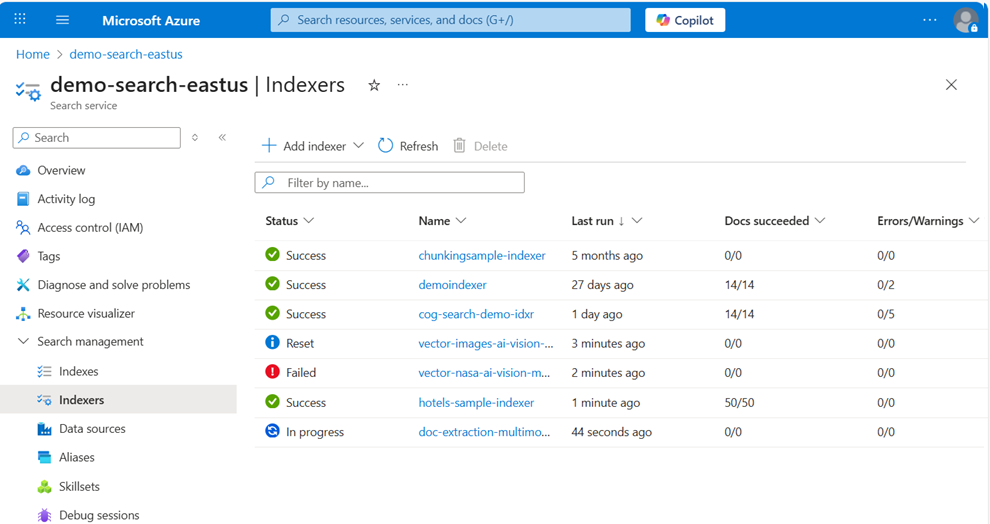 Microsoft Azure
Search resources, services, and docs (G+/)
Copilot
...
Home > demo-search-eastus
demo-search-eastus | Indexers
...
Search service
Search
Overview
Activity log
Access control (IAM)
Tags
Diagnose and solve problems
Resource visualizer
Search management
Indexes
Indexers
Data sources
Aliases
Skillsets
Debug sessions
Add indexer
Refresh
Delete
Filter by name...
Status Name Last run ↓ Docs succeeded Errors/Warnings
Success chunkingsample-indexer 5 months ago 0/0 0/0
Success demoindexer 27 days ago 14/14 0/2
Success cog-search-demo-idxr 1 day ago 14/14 0/5
Reset vector-images-ai-vision-... 3 minutes ago 0/0 0/0
Failed vector-nasa-ai-vision-m... 2 minutes ago 0/0 0/0
Success hotels-sample-indexer 1 minute ago 50/50 0/0
In progress doc-extraction-multimo... 44 seconds ago 0/0 0/0